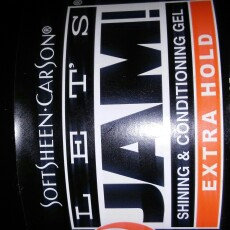 SOFTSHEEN·CARSON®
LET'S®
JAM!
SHINING & CONDITIONING GEL
EXTRA HOLD